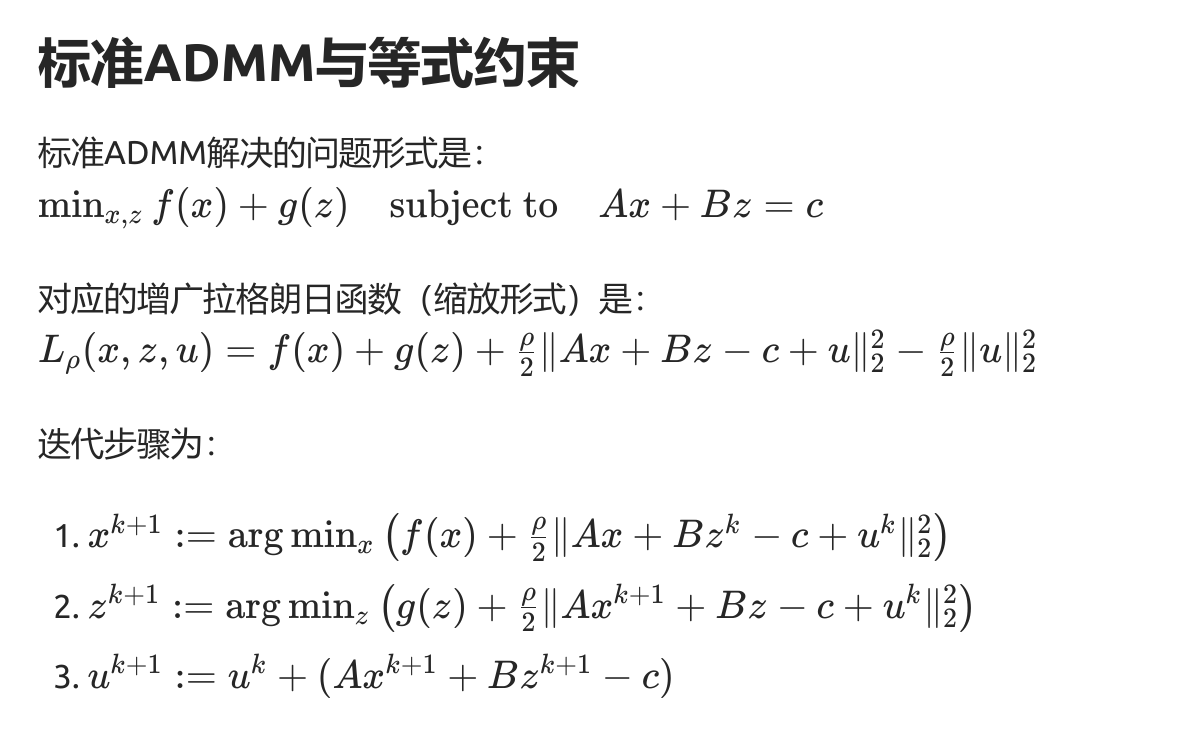 标准ADMM与等式约束
标准ADMM解决的问题形式是：
$\min_{x,z} f(x) + g(z) \quad \text{subject to} \quad Ax + Bz = c$
对应的增广拉格朗日函数（缩放形式）是：
$L_\rho(x, z, u) = f(x) + g(z) + \frac{\rho}{2}\|Ax + Bz - c + u\|_2^2 - \frac{\rho}{2}\|u\|_2^2$
迭代步骤为：
1. $x^{k+1} := \arg\min_x \left(f(x) + \frac{\rho}{2}\|Ax + Bz^k - c + u^k\|_2^2\right)$
2. $z^{k+1} := \arg\min_z \left(g(z) + \frac{\rho}{2}\|Ax^{k+1} + Bz - c + u^k\|_2^2\right)$
3. $u^{k+1} := u^k + (Ax^{k+1} + Bz^{k+1} - c)$